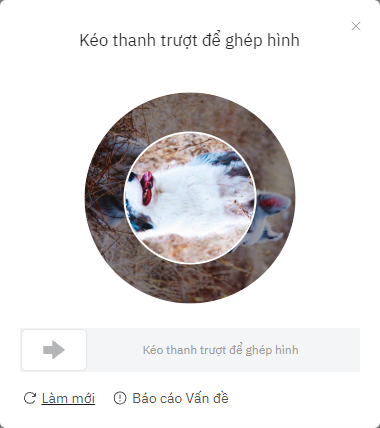 Kéo thanh trượt để ghép hình
Kéo thanh trượt để ghép hình
Làm mới
Báo cáo Vấn đề